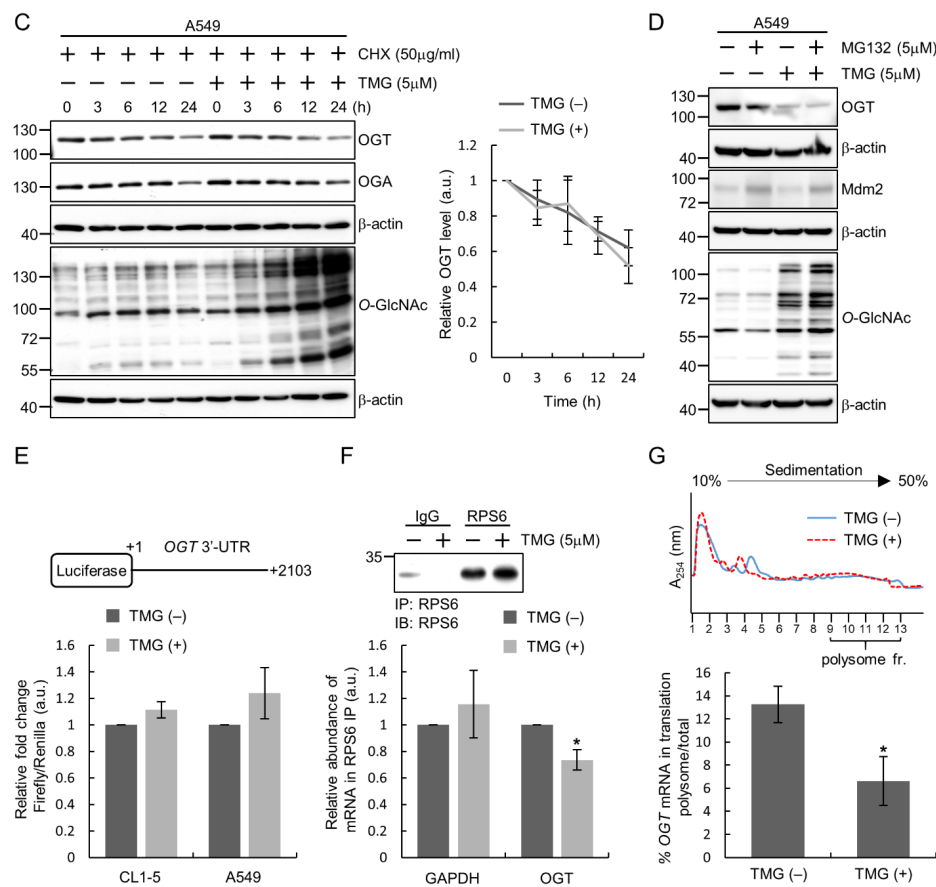 C
A549
+ + + + + + + + + + CHX (50µg/ml)
− − − − − + + + + + TMG (5µM)
0 3 6 12 24 0 3 6 12 24 (h)
130
100
OGT
130
OGA
40
β-actin
130
100
72
55
O-GlcNAc
40
β-actin
TMG (−)
TMG (+)
Relative OGT level (a.u.)
1.2
1
0.8
0.6
0.4
0.2
0
0 3 6 12 24
Time (h)
D
A549
− + − + MG132 (5µM)
− − + + TMG (5µM)
130
100
OGT
40
β-actin
100
72
Mdm2
40
β-actin
100
72
55
40
O-GlcNAc
40
β-actin
E
+1 OGT 3'-UTR
Luciferase
+2103
TMG (−)
TMG (+)
Relative fold change
Firefly/Renilla (a.u.)
1.6
1.4
1.2
1
0.8
0.6
0.4
0.2
0
CL1-5 A549
F
IgG RPS6
− + − + TMG (5µM)
35
IP: RPS6
IB: RPS6
TMG (−)
TMG (+)
Relative abundance of
mRNA in RPS6 IP (a.u.)
1.6
1.4
1.2
1
0.8
0.6
0.4
0.2
0
*
GAPDH OGT
G
Sedimentation
10% 50%
TMG (−)
TMG (+)
A254 (nm)
1 2 3 4 5 6 7 8 9 10 11 12 13
polysome fr.
% OGT mRNA in translation
polysome/total
16
14
12
10
8
6
4
2
0
*
TMG (−) TMG (+)